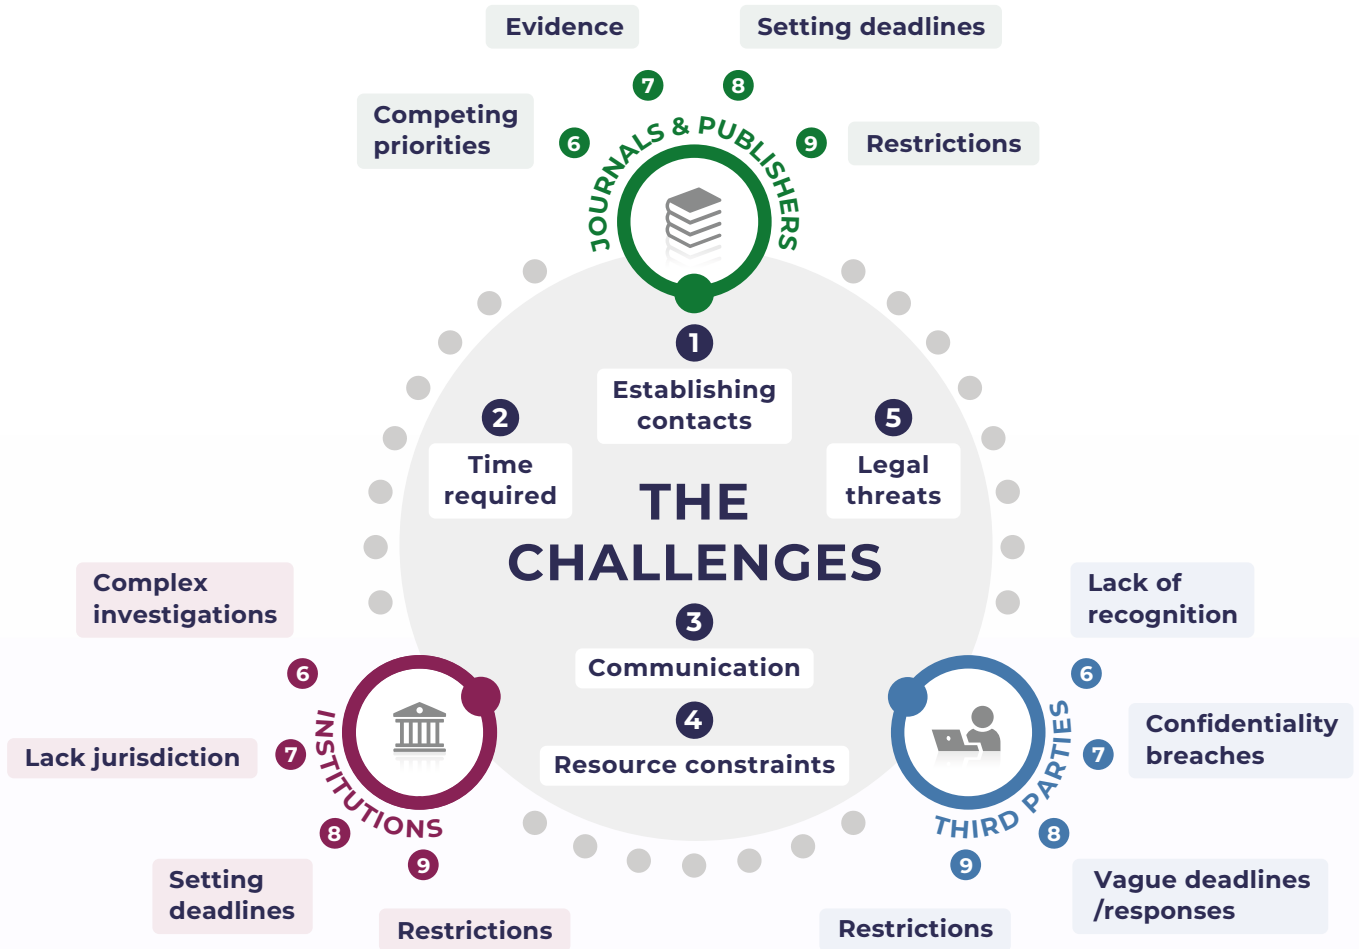 Evidence
Setting deadlines
7
8
Competing
priorities
6
JOURNALS & PUBLISHERS
9
Restrictions
1
Establishing
contacts
2
Time
required
5
Legal
threats
THE
CHALLENGES
3
Communication
4
Resource constraints
Complex
investigations
6
Lack jurisdiction
7
INSTITUTIONS
8
Setting
deadlines
9
Restrictions
Lack of
recognition
6
Confidentiality
breaches
7
THIRD PARTIES
8
Vague deadlines
/responses
9
Restrictions